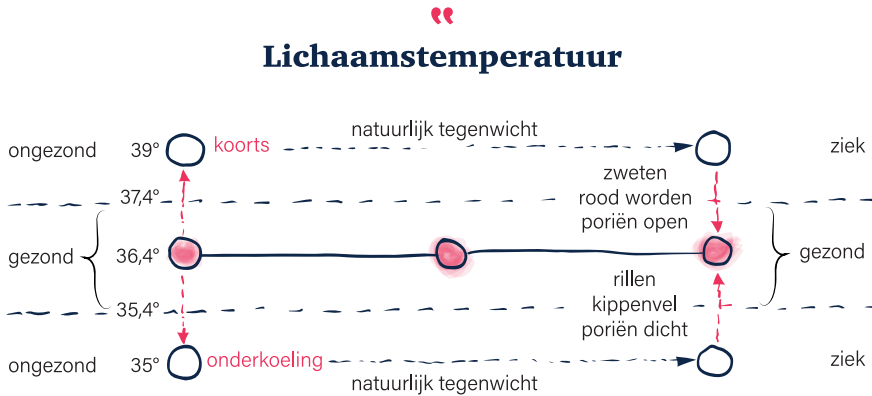 ”
Lichaamstemperatuur
natuurlijk tegenwicht
ongezond 39° koorts ziek
zweten
37,4° rood worden
poriën open
gezond 36,4° gezond
rillen
35,4° kippenvel
poriën dicht
ongezond 35° onderkoeling ziek
natuurlijk tegenwicht